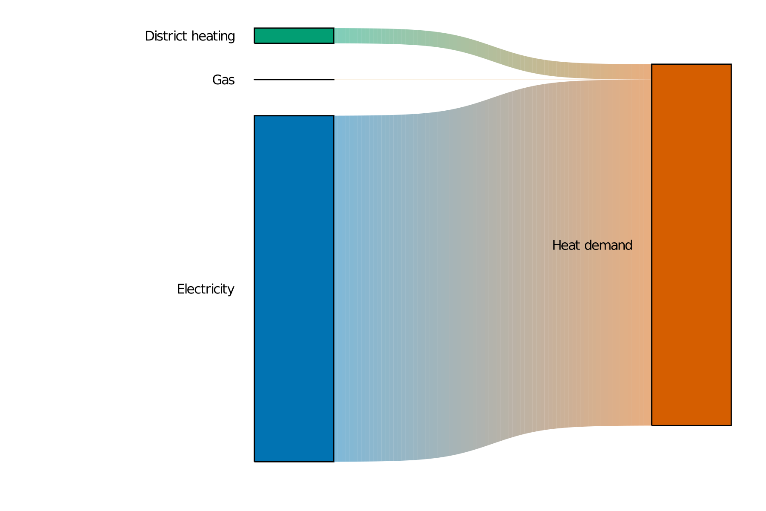 District heating
Gas
Heat demand
Electricity